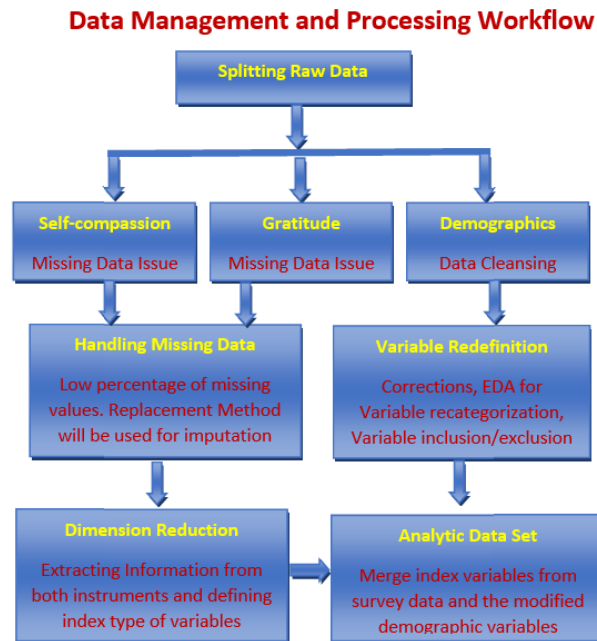 Data Management and Processing Workflow
Splitting Raw Data
Self-compassion
Missing Data Issue
Gratitude
Missing Data Issue
Demographics
Data Cleansing
Handling Missing Data
Low percentage of missing
values. Replacement Method
will be used for imputation
Variable Redefinition
Corrections, EDA for
Variable recategorization,
Variable inclusion/exclusion
Dimension Reduction
Extracting Information from
both instruments and defining
index type of variables
Analytic Data Set
Merge index variables from
survey data and the modified
demographic variables